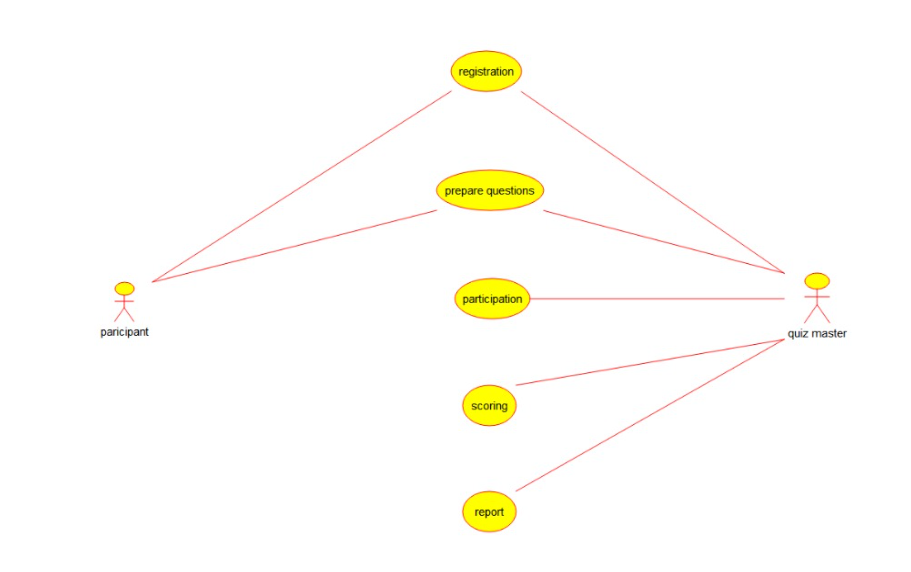 registration
prepare questions
participation
paricipant
quiz master
scoring
report